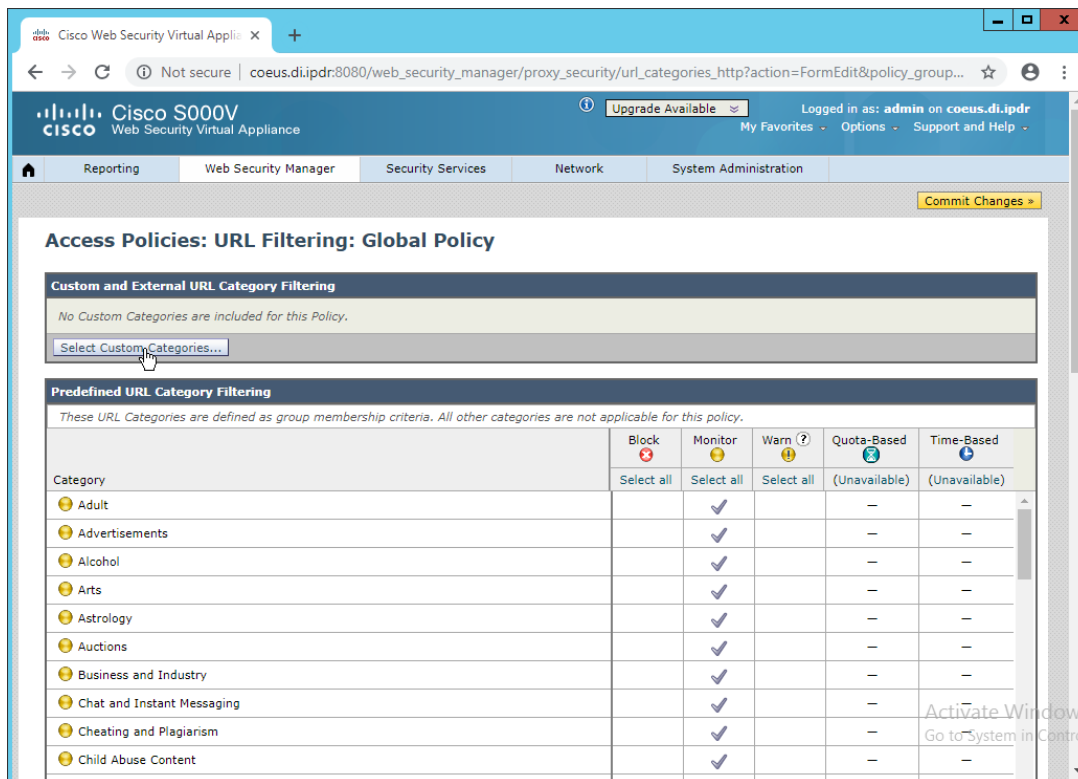 Cisco Web Security Virtual Applia
Not secure | coeus.di.ipdr:8080/web_security_manager/proxy_security/url_categories_http?action=FormEdit&policy_group...
CISCO
Cisco S000V
Web Security Virtual Appliance
Upgrade Available
Logged in as: admin on coeus.di.ipdr
My Favorites Options Support and Help
Reporting Web Security Manager Security Services Network System Administration
Commit Changes »
Access Policies: URL Filtering: Global Policy
Custom and External URL Category Filtering
No Custom Categories are included for this Policy.
Select Custom Categories...
Predefined URL Category Filtering
These URL Categories are defined as group membership criteria. All other categories are not applicable for this policy.
Block Monitor Warn ? Quota-Based Time-Based
Category Select all Select all Select all (Unavailable) (Unavailable)
Adult
Advertisements
Alcohol
Arts
Astrology
Auctions
Business and Industry
Chat and Instant Messaging
Cheating and Plagiarism
Child Abuse Content
Activate Window
Go to System in Contr